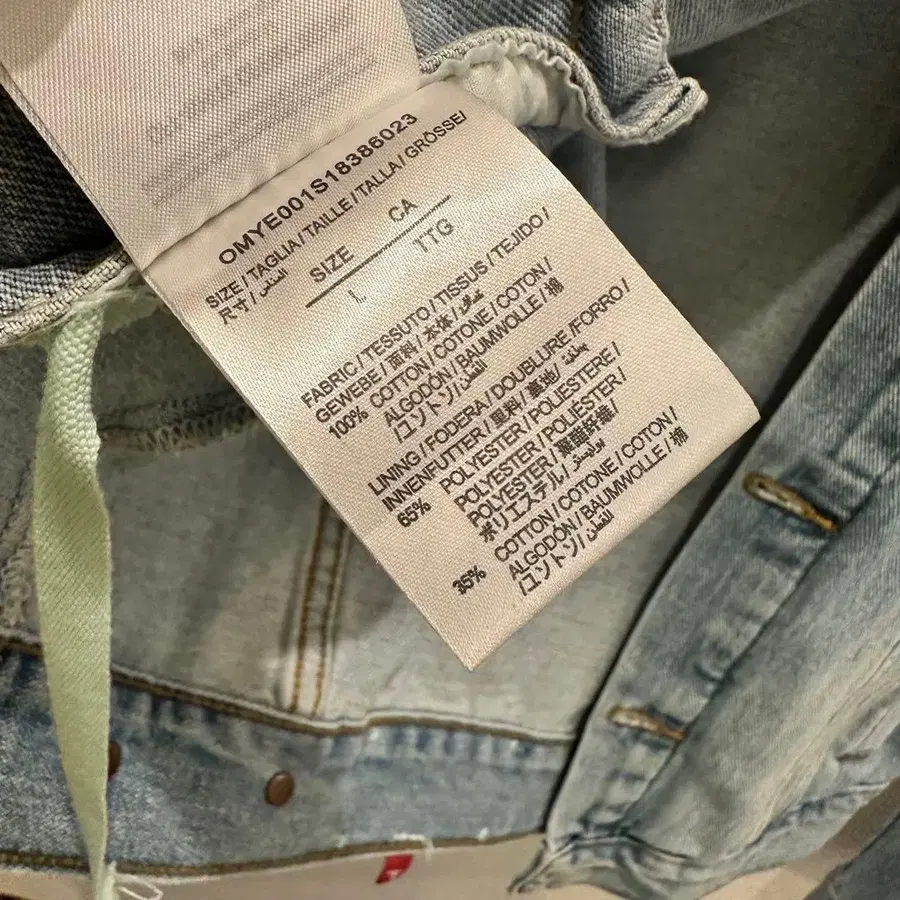 OMYE001S18386023
SIZE/TAGLIA/TAILLE/TALLA/GRÖSSE/
尺寸/المقاس
SIZE CA
L TTG
FABRIC/TESSUTO/TISSUS/TEJIDO/
GEWEBE/面料/本体/قماش
100% COTTON/COTONE/COTON/
ALGODÓN/BAUMWOLLE/棉
/コットン/القطن
LINING/FODERA/DOUBLURE/FORRO/
INNENFUTTER/里料/裏地/بطانة
65% POLYESTER/POLIESTERE/
POLYESTER/POLIÉSTER/
POLYESTER/聚酯纤维/
ポリエステル/بوليستر
35% COTTON/COTONE/COTON/
ALGODÓN/BAUMWOLLE/棉
/コットン/القطن